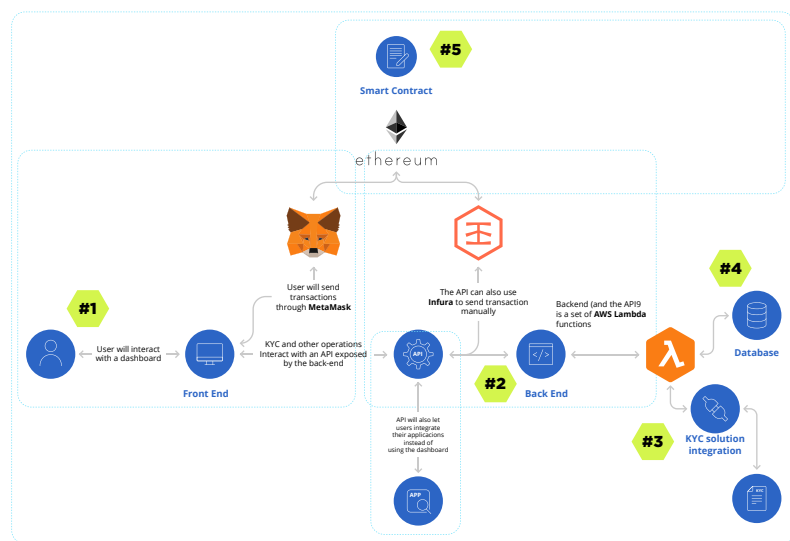 #5
Smart Contract
ethereum
User will send
transactions
through MetaMask
The API can also use
Infura to send transaction
manually
Backend (and the API9
is a set of AWS Lambda
functions
#4
Database
#1
User will interact
with a dashboard
Front End
KYC and other operations
Interact with an API exposed
by the back-end
API
#2
</>
Back End
λ
#3
KYC solution
integration
KYC
API will also let
users integrate
their applicacions
instead of
using the dashboard
APP